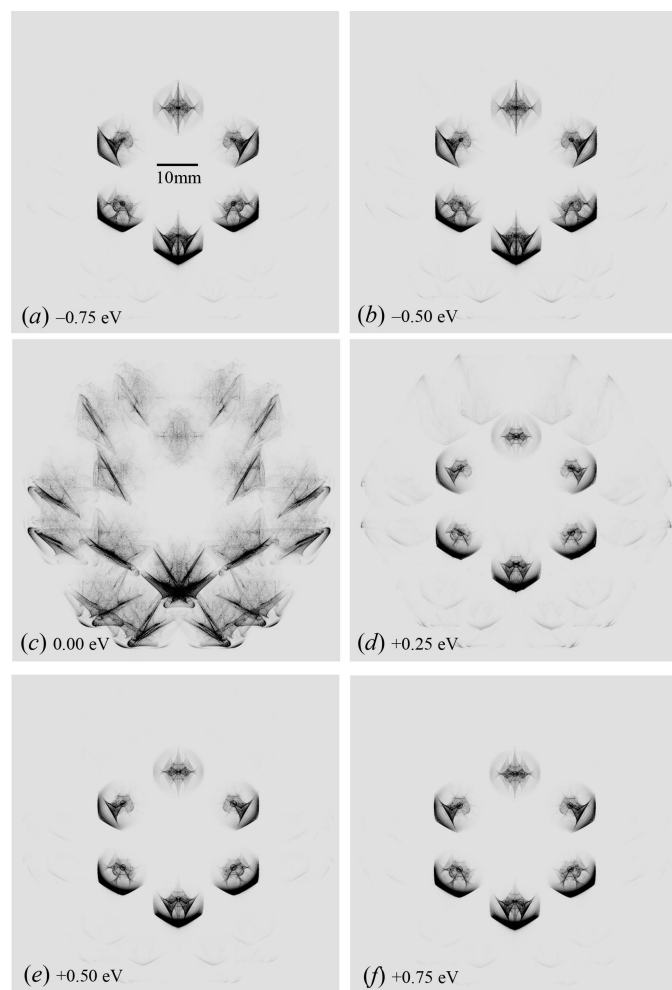 10mm
(a) –0.75 eV
(b) –0.50 eV
(c) 0.00 eV
(d) +0.25 eV
(e) +0.50 eV
(f) +0.75 eV